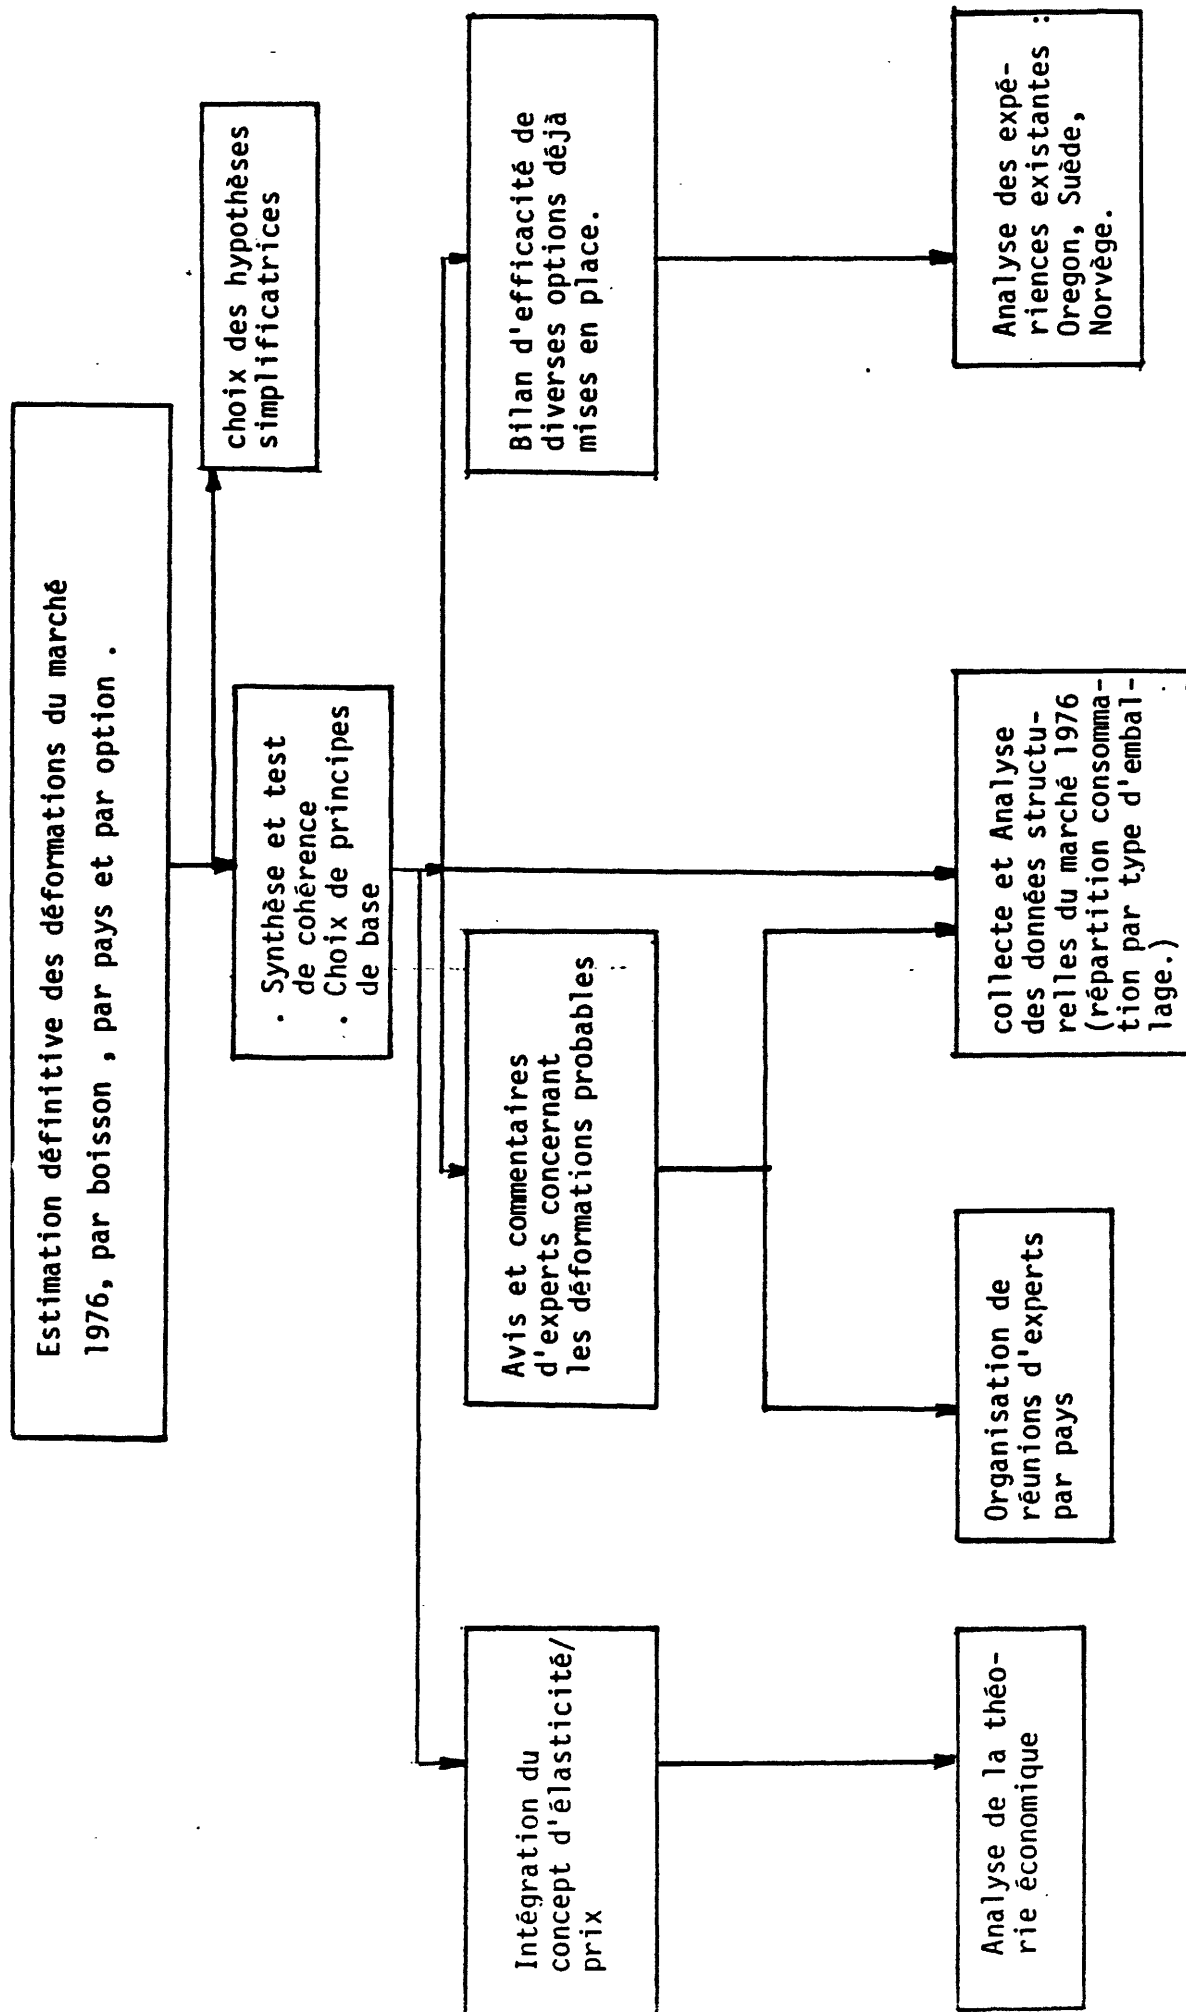 Estimation définitive des déformations du marché
1976, par boisson , par pays et par option .
choix des hypothèses
simplificatrices
. Synthèse et test
de cohérence
. Choix de principes
de base
Intégration du
concept d'élasticité/
prix
Avis et commentaires
d'experts concernant
les déformations probables
Bilan d'efficacité de
diverses options déjà
mises en place.
Analyse de la théo-
rie économique
Organisation de
réunions d'experts
par pays
collecte et Analyse
des données structu-
relles du marché 1976
(répartition consomma-
tion par type d'embal-
lage.)
Analyse des expé-
riences existantes :
Oregon, Suède,
Norvège.